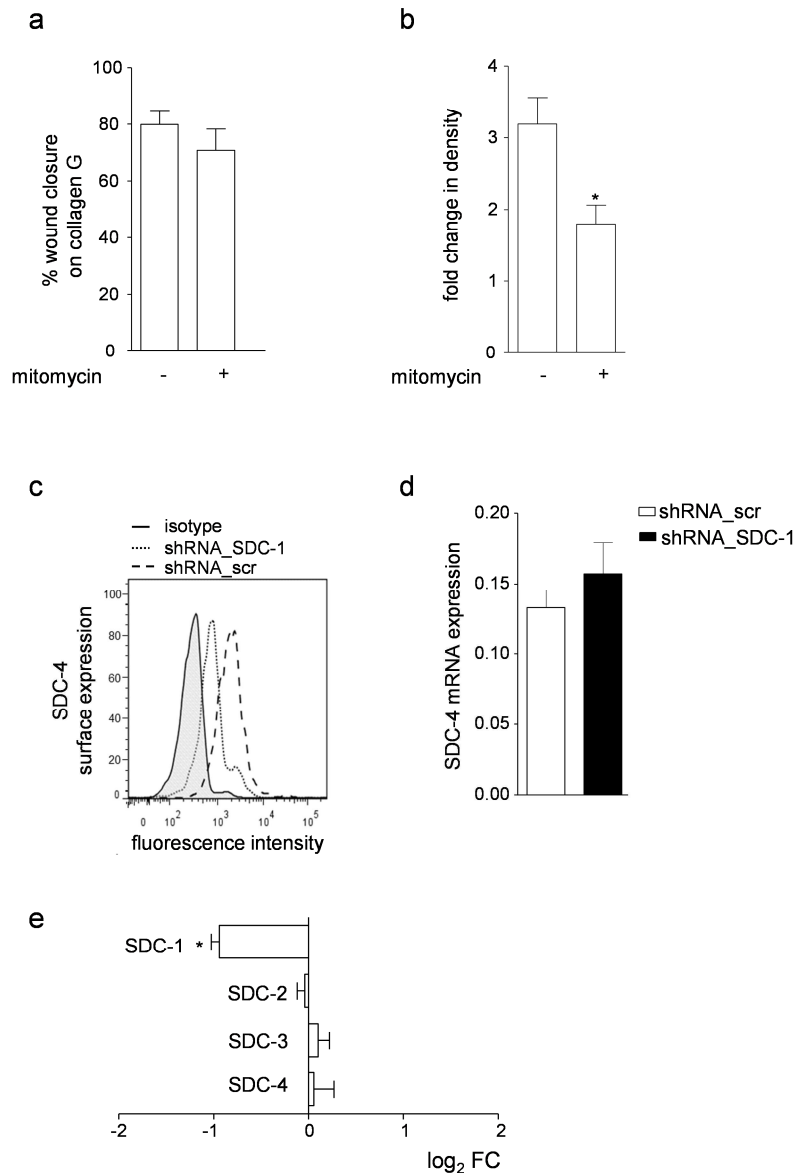 a
100
80
60
40
20
0
% wound closure
on collagen G
mitomycin - +
b
4
3
2
1
0
fold change in density
*
mitomycin - +
c
isotype
shRNA_SDC-1
shRNA_scr
100
80
60
40
20
0
SDC-4
surface expression
0 10² 10³ 10⁴ 10⁵
fluorescence intensity
d
0.20
0.15
0.10
0.05
0.00
SDC-4 mRNA expression
shRNA_scr
shRNA_SDC-1
e
SDC-1 *
SDC-2
SDC-3
SDC-4
-2 -1 0 1 2
log₂ FC